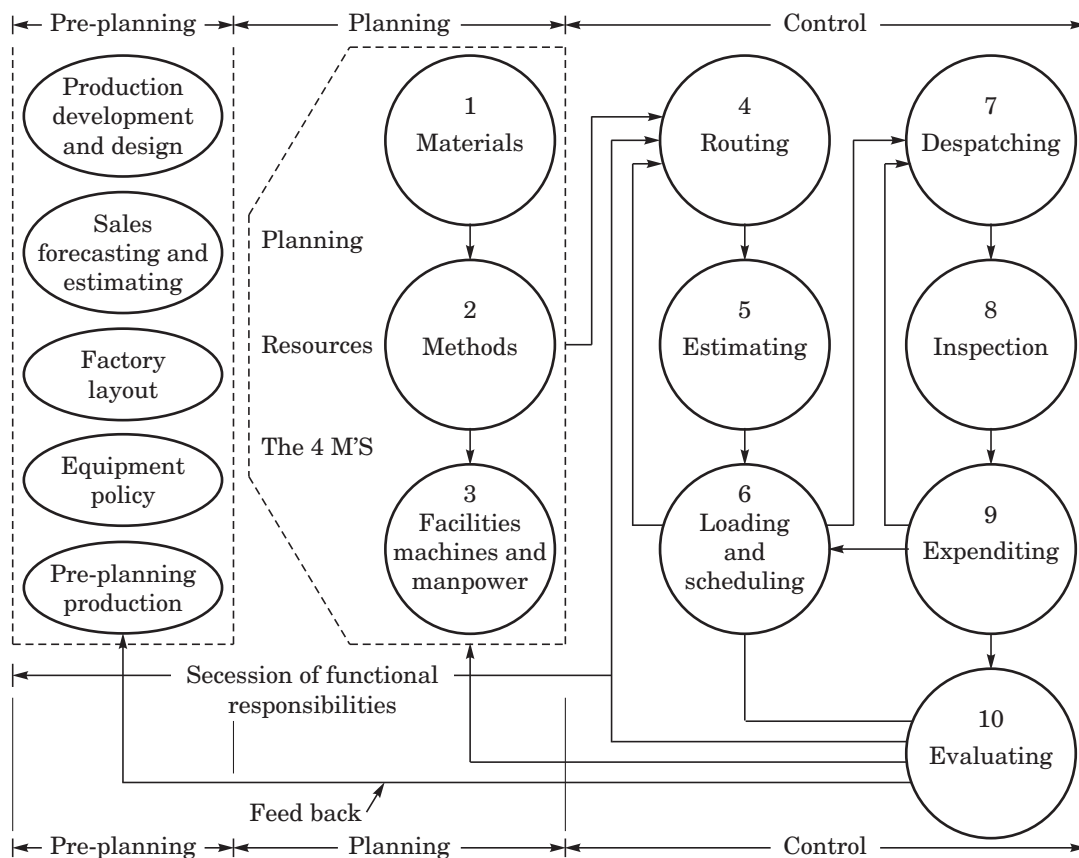 Pre-planning
Planning
Control
Production
development
and design
Sales
forecasting and
estimating
Factory
layout
Equipment
policy
Pre-planning
production
Planning
Resources
The 4 M'S
1
Materials
2
Methods
3
Facilities
machines and
manpower
4
Routing
5
Estimating
6
Loading
and
scheduling
7
Despatching
8
Inspection
9
Expenditing
10
Evaluating
Secession of functional
responsibilities
Feed back
Pre-planning
Planning
Control